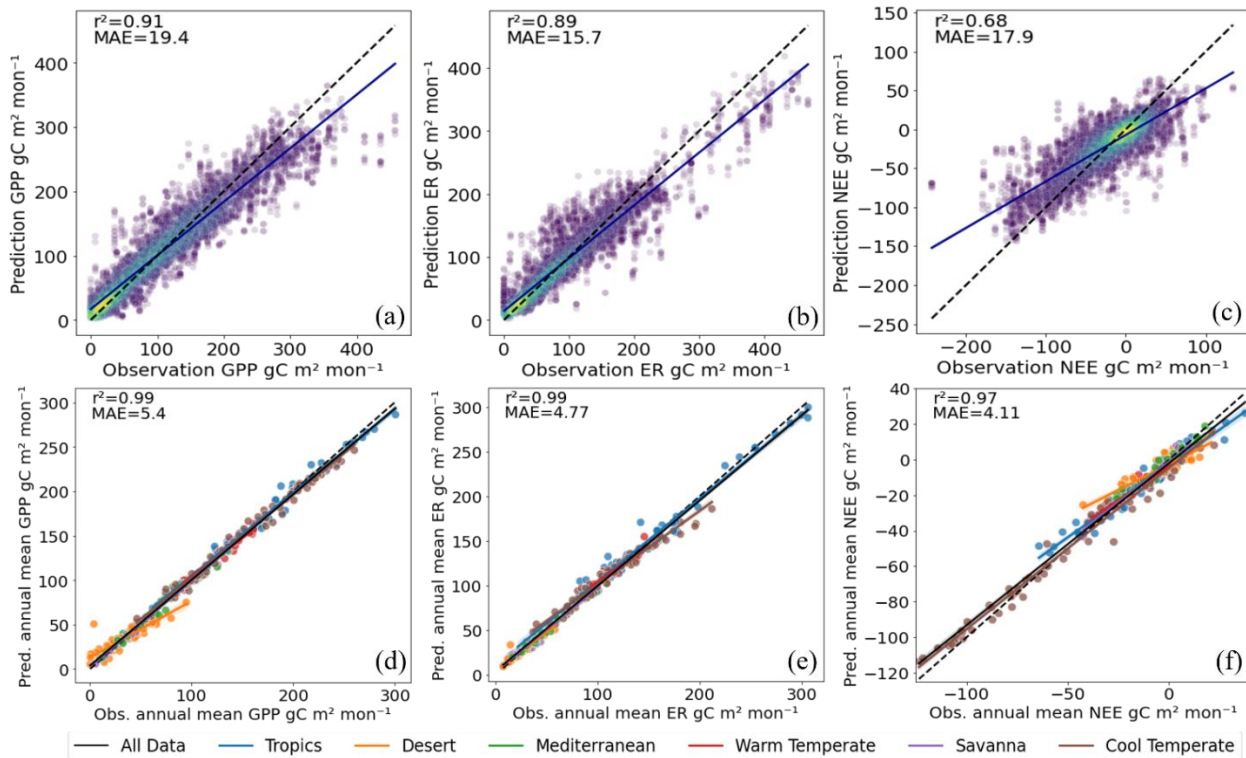 r²=0.91
MAE=19.4
Prediction GPP gC m² mon⁻¹
400
300
200
100
0
(a)
0 100 200 300 400
Observation GPP gC m² mon⁻¹
r²=0.89
MAE=15.7
Prediction ER gC m² mon⁻¹
400
300
200
100
0
(b)
0 100 200 300 400
Observation ER gC m² mon⁻¹
r²=0.68
MAE=17.9
Prediction NEE gC m² mon⁻¹
150
100
50
0
−50
−100
−150
−200
−250
(c)
−200 −100 0 100
Observation NEE gC m² mon⁻¹
r²=0.99
MAE=5.4
Pred. annual mean GPP gC m² mon⁻¹
300
250
200
150
100
50
0
(d)
0 100 200 300
Obs. annual mean GPP gC m² mon⁻¹
r²=0.99
MAE=4.77
Pred. annual mean ER gC m² mon⁻¹
300
250
200
150
100
50
0
(e)
0 100 200 300
Obs. annual mean ER gC m² mon⁻¹
r²=0.97
MAE=4.11
Pred. annual mean NEE gC m² mon⁻¹
40
20
0
−20
−40
−60
−80
−100
−120
(f)
−100 −50 0
Obs. annual mean NEE gC m² mon⁻¹
All Data Tropics Desert Mediterranean Warm Temperate Savanna Cool Temperate